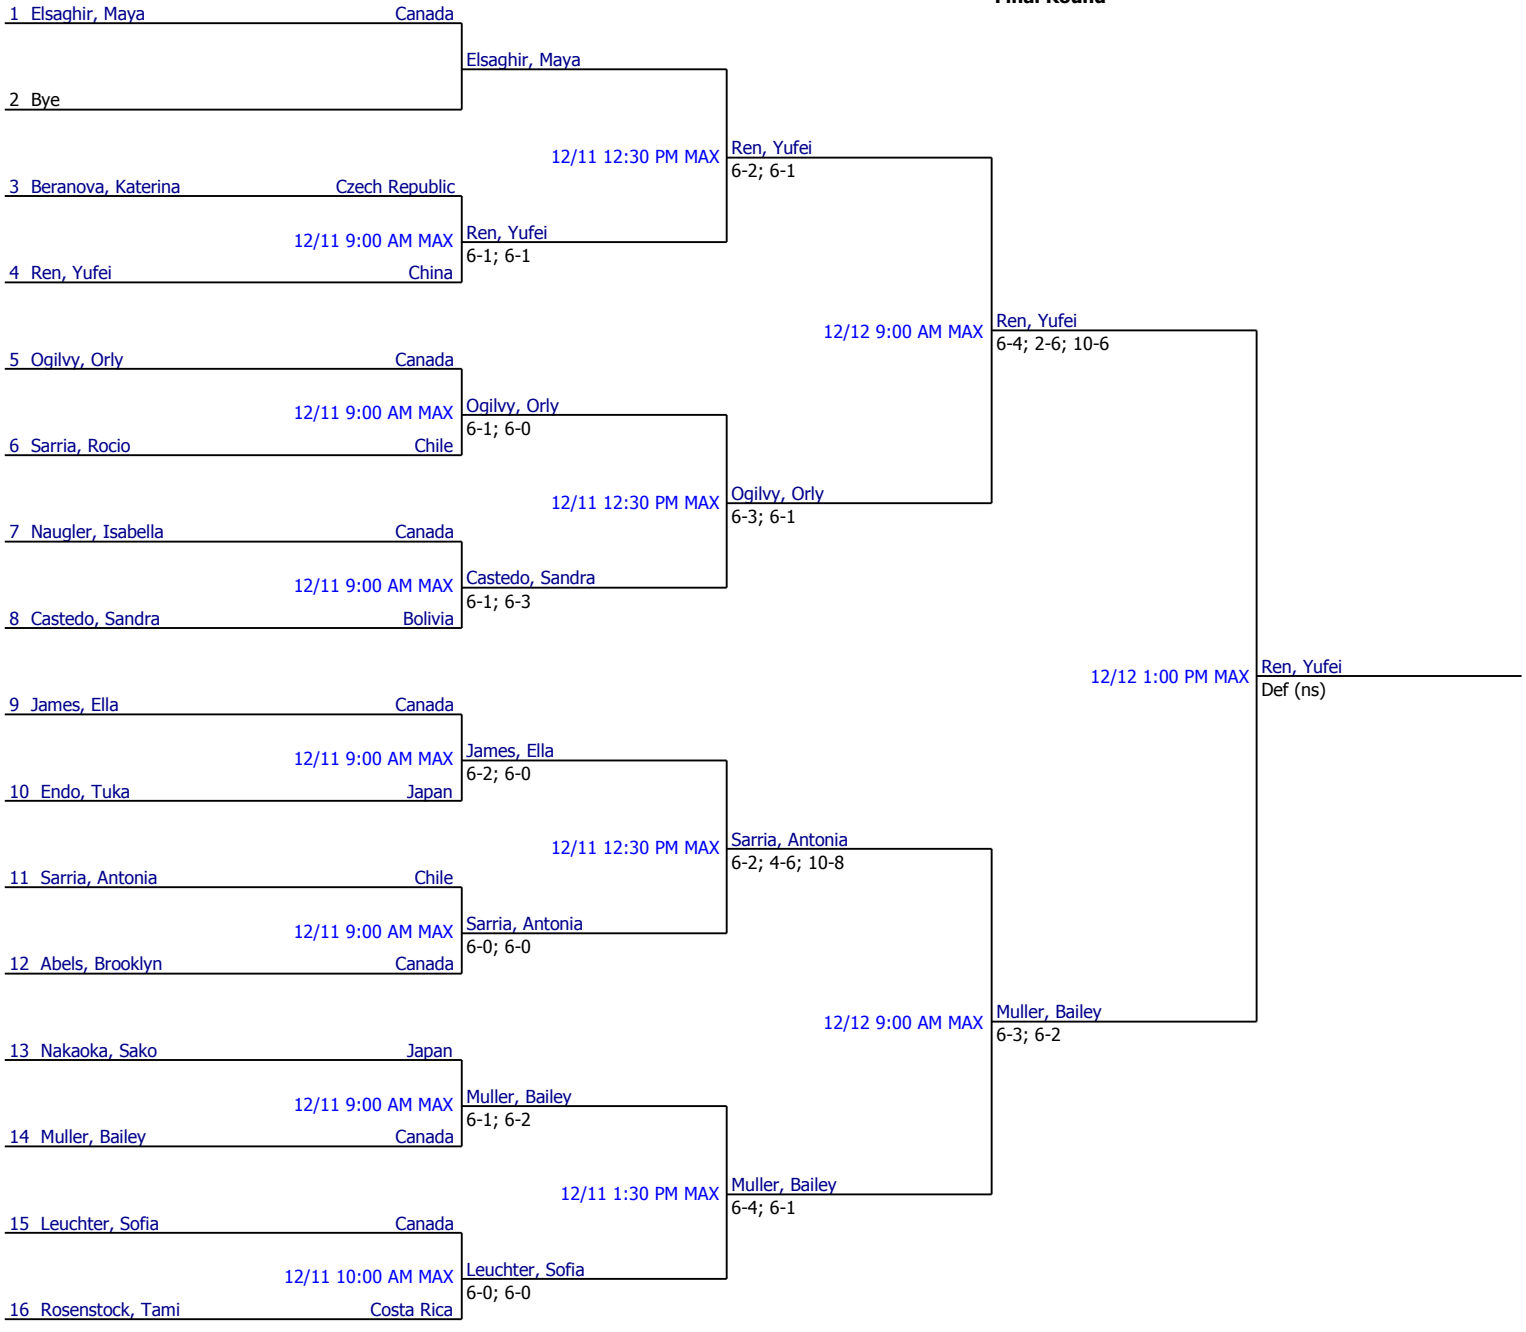 Final Round
1 Elsaghir, Maya Canada
Elsaghir, Maya
2 Bye
12/11 12:30 PM MAX Ren, Yufei
6-2; 6-1
3 Beranova, Katerina Czech Republic
12/11 9:00 AM MAX Ren, Yufei
6-1; 6-1
4 Ren, Yufei China
12/12 9:00 AM MAX Ren, Yufei
6-4; 2-6; 10-6
5 Ogilvy, Orly Canada
12/11 9:00 AM MAX Ogilvy, Orly
6-1; 6-0
6 Sarria, Rocio Chile
12/11 12:30 PM MAX Ogilvy, Orly
6-3; 6-1
7 Naugler, Isabella Canada
12/11 9:00 AM MAX Castedo, Sandra
6-1; 6-3
8 Castedo, Sandra Bolivia
12/12 1:00 PM MAX Ren, Yufei
Def (ns)
9 James, Ella Canada
12/11 9:00 AM MAX James, Ella
6-2; 6-0
10 Endo, Tuka Japan
12/11 12:30 PM MAX Sarria, Antonia
6-2; 4-6; 10-8
11 Sarria, Antonia Chile
12/11 9:00 AM MAX Sarria, Antonia
6-0; 6-0
12 Abels, Brooklyn Canada
12/12 9:00 AM MAX Muller, Bailey
6-3; 6-2
13 Nakaoka, Sako Japan
12/11 9:00 AM MAX Muller, Bailey
6-1; 6-2
14 Muller, Bailey Canada
12/11 1:30 PM MAX Muller, Bailey
6-4; 6-1
15 Leuchter, Sofia Canada
12/11 10:00 AM MAX Leuchter, Sofia
6-0; 6-0
16 Rosenstock, Tami Costa Rica